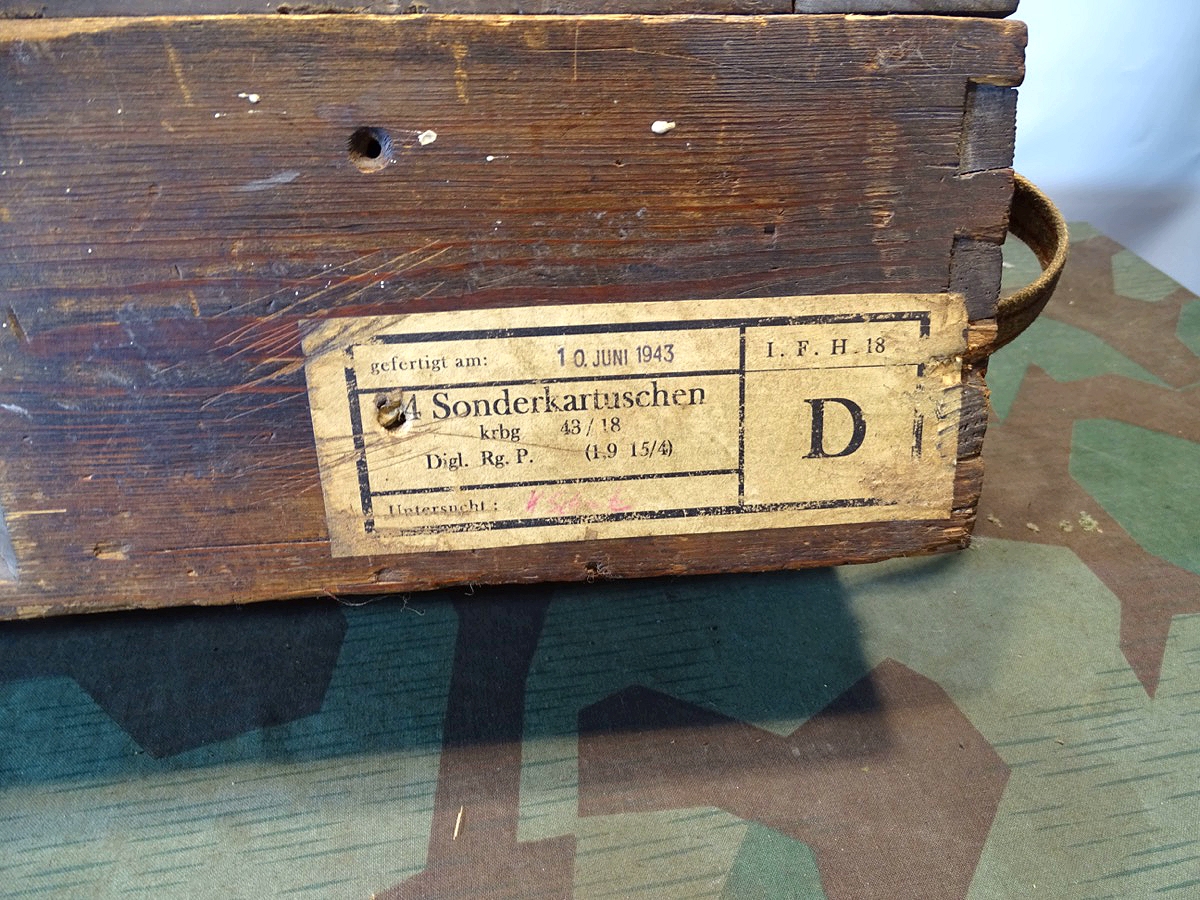 gefertigt am: 10. JUNI 1943
I. F. H. 18
4 Sonderkartuschen
krbg 43/18
Digl. Rg. P. (1,9 15/4)
D
Untersucht: